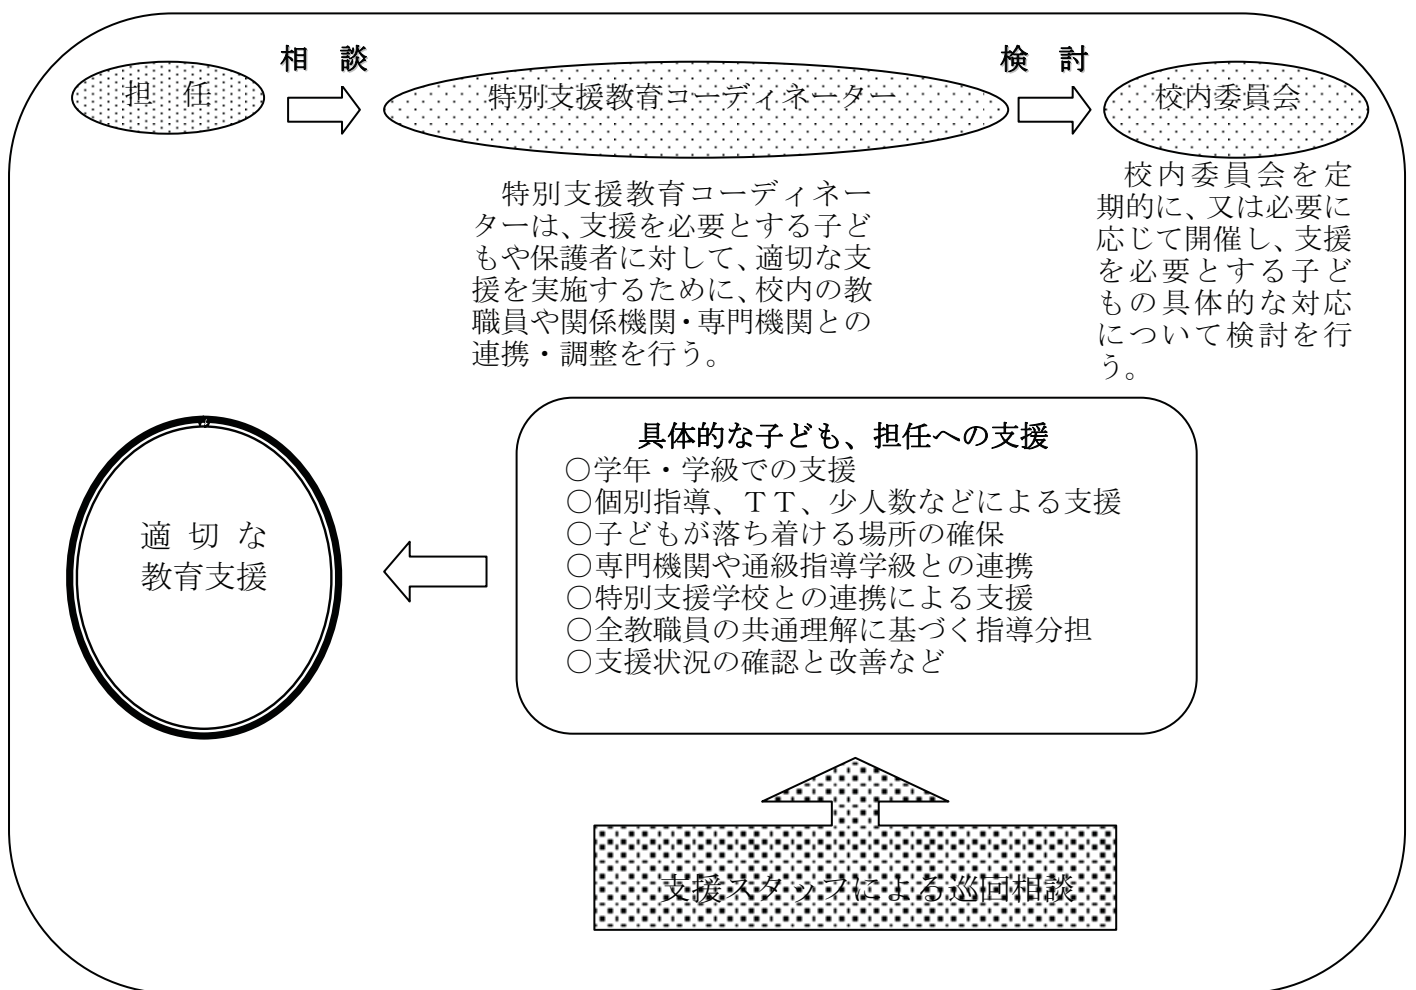 相　談
検　討
担　任
特別支援教育コーディネーター
校内委員会
特別支援教育コーディネー
ターは、支援を必要とする子ど
もや保護者に対して、適切な支
援を実施するために、校内の教
職員や関係機関・専門機関との
連携・調整を行う。
校内委員会を定
期的に、又は必要に
応じて開催し、支援
を必要とする子ど
もの具体的な対応
について検討を行
う。
具体的な子ども、担任への支援
○学年・学級での支援
○個別指導、ＴＴ、少人数などによる支援
○子どもが落ち着ける場所の確保
○専門機関や通級指導学級との連携
○特別支援学校との連携による支援
○全教職員の共通理解に基づく指導分担
○支援状況の確認と改善など
適 切 な
教育支援
支援スタッフによる巡回相談